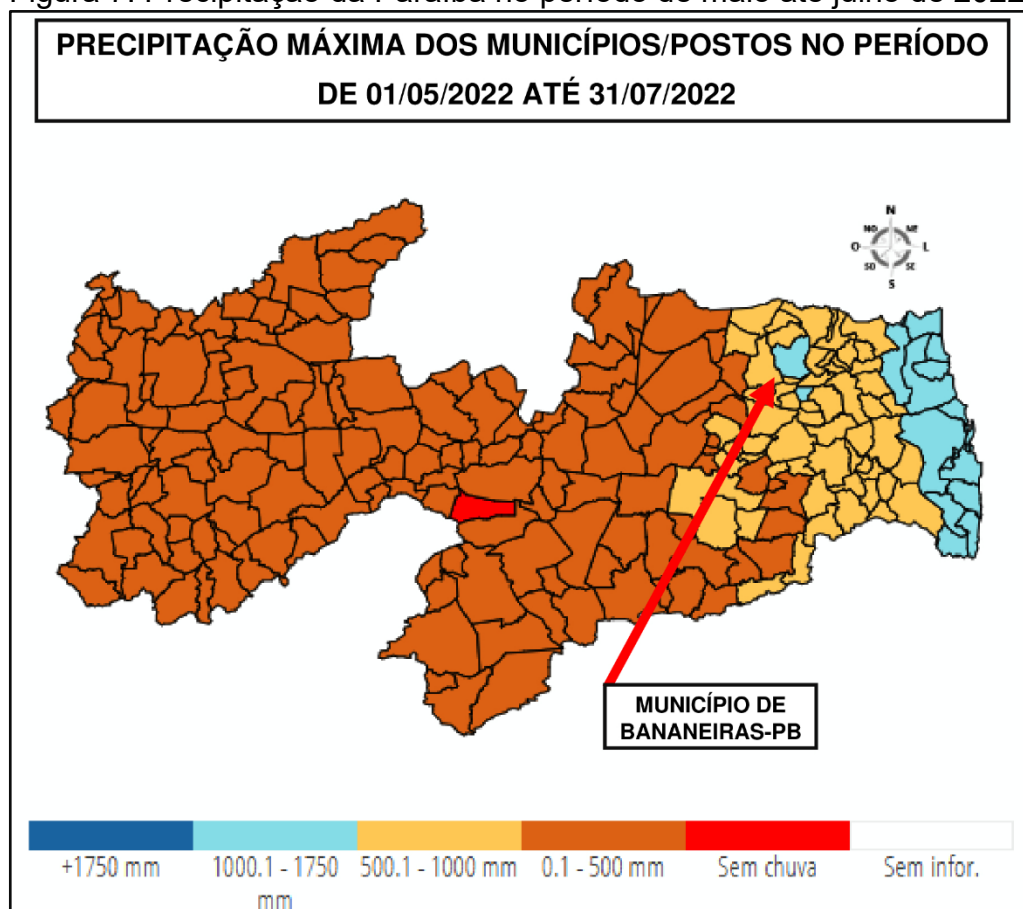 PRECIPITAÇÃO MÁXIMA DOS MUNICÍPIOS/POSTOS NO PERÍODO
DE 01/05/2022 ATÉ 31/07/2022
N
NO NE
O L
SO SE
S
MUNICÍPIO DE
BANANEIRAS-PB
+1750 mm 1000.1 - 1750 mm 500.1 - 1000 mm 0.1 - 500 mm Sem chuva Sem infor.